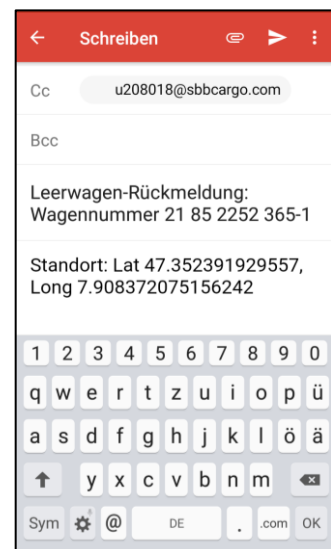 Schreiben
Cc u208018@sbbcargo.com
Bcc
Leerwagen-Rückmeldung:
Wagennummer 21 85 2252 365-1
Standort: Lat 47.352391929557,
Long 7.908372075156242
1 2 3 4 5 6 7 8 9 0
q w e r t z u i o p ü
a s d f g h j k l ö ä
y x c v b n m
Sym @ DE . .com OK